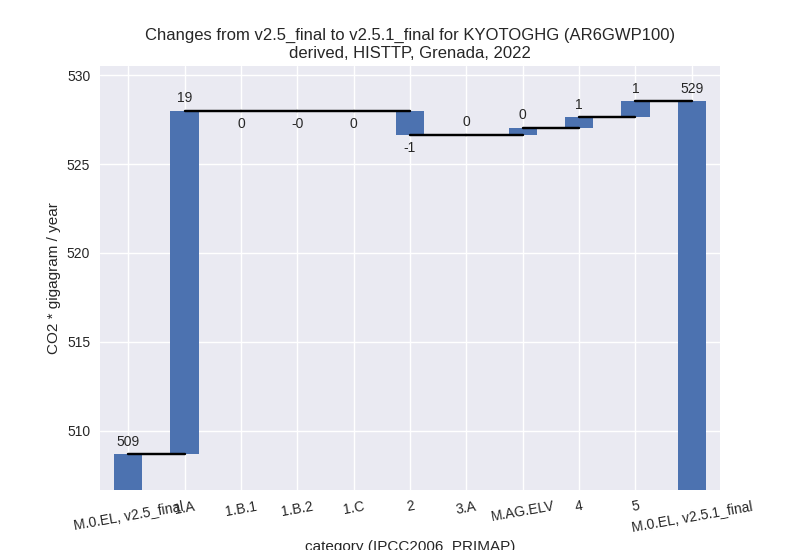 Changes from v2.5_final to v2.5.1_final for KYOTOGHG (AR6GWP100)
derived, HISTTP, Grenada, 2022
530
525
520
515
510
CO2 * gigagram / year
509
19
0
-0
0
-1
0
0
1
1
529
M.0.EL, v2.5_final
1.A
1.B.1
1.B.2
1.C
2
3.A
M.AG.ELV
4
5
M.0.EL, v2.5.1_final
category (IPCC2006_PRIMAP)